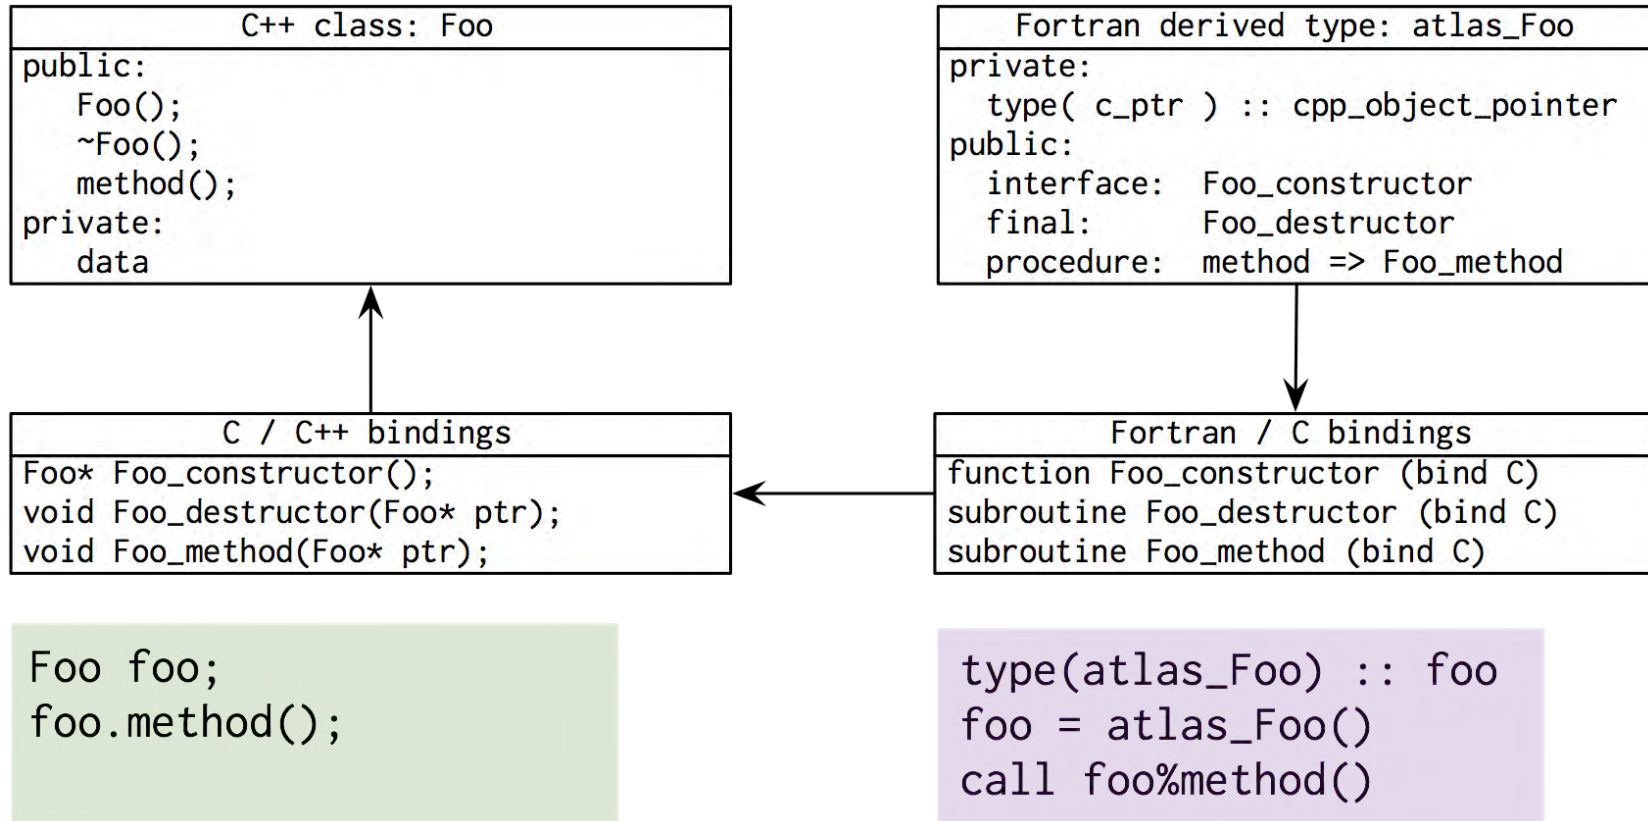 C++ class: Foo
public:
Foo();
~Foo();
method();
private:
data
Fortran derived type: atlas_Foo
private:
type( c_ptr ) :: cpp_object_pointer
public:
interface: Foo_constructor
final: Foo_destructor
procedure: method => Foo_method
C / C++ bindings
Foo* Foo_constructor();
void Foo_destructor(Foo* ptr);
void Foo_method(Foo* ptr);
Fortran / C bindings
function Foo_constructor (bind C)
subroutine Foo_destructor (bind C)
subroutine Foo_method (bind C)
Foo foo;
foo.method();
type(atlas_Foo) :: foo
foo = atlas_Foo()
call foo%method()